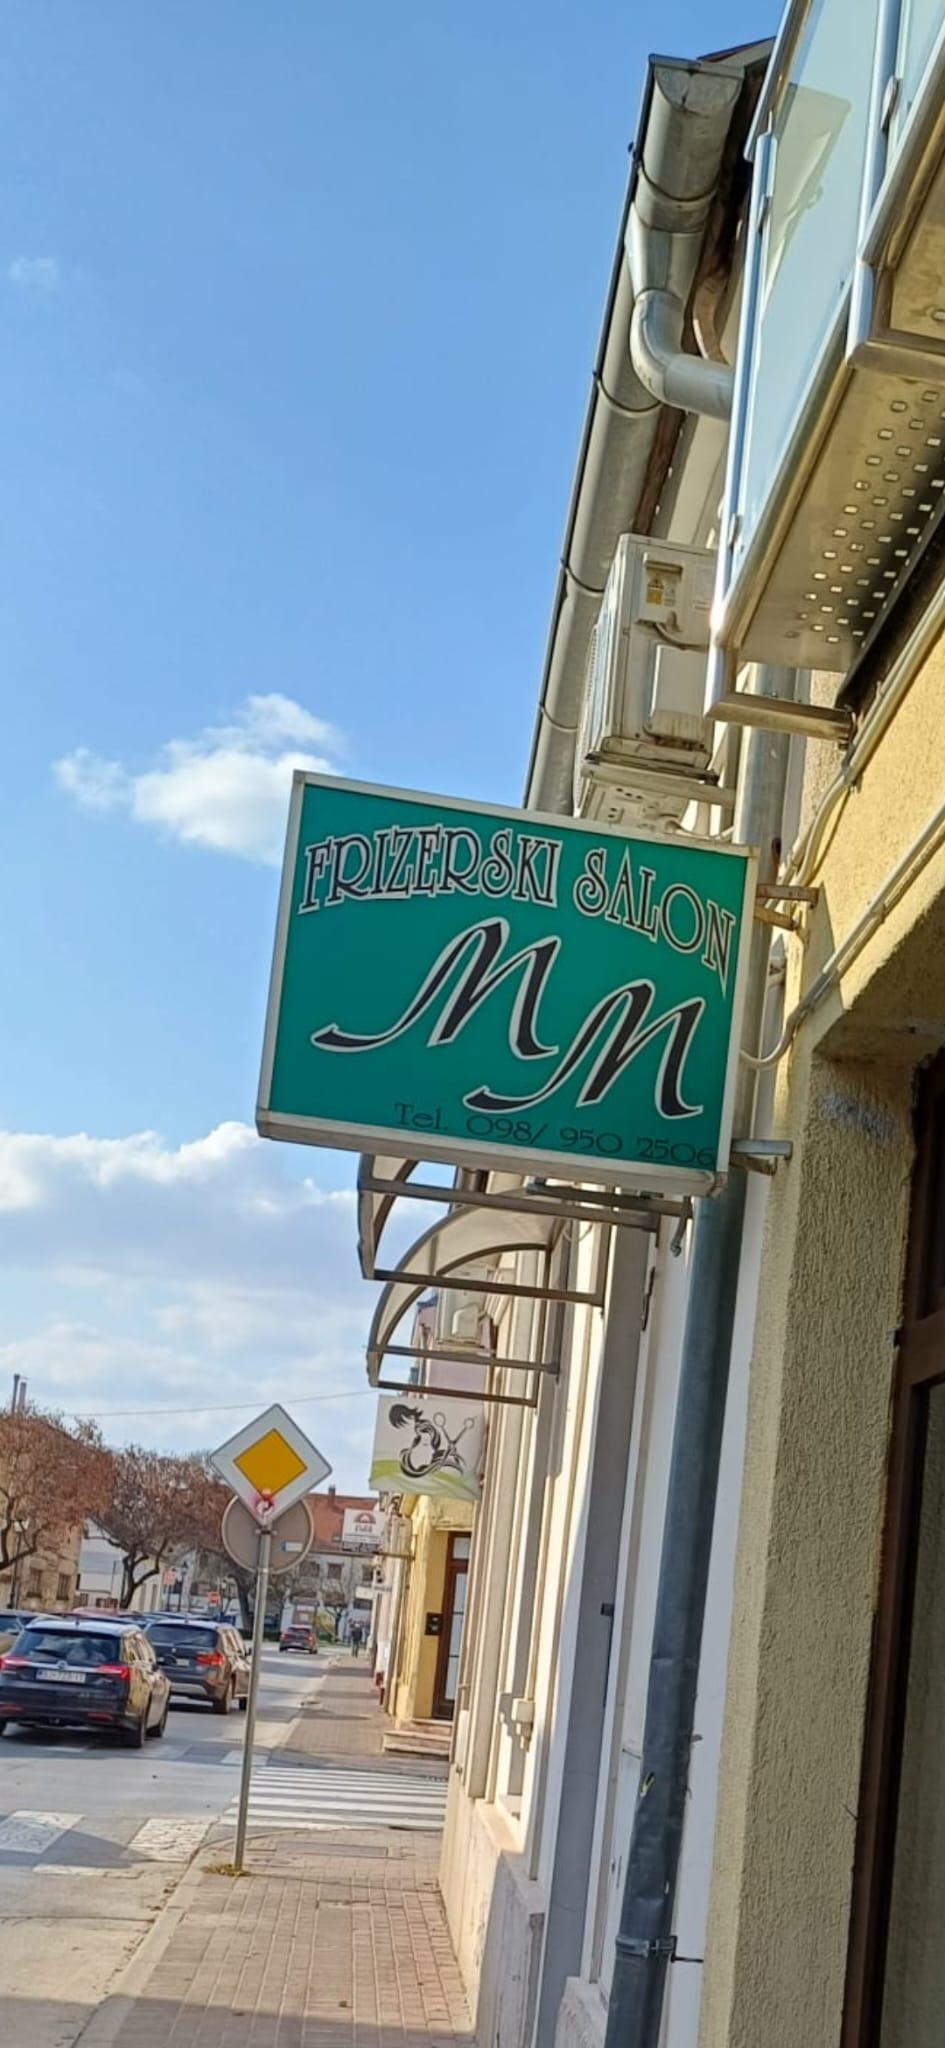 FRIZERSKI SALON
MM
Tel. 098/ 950 2506